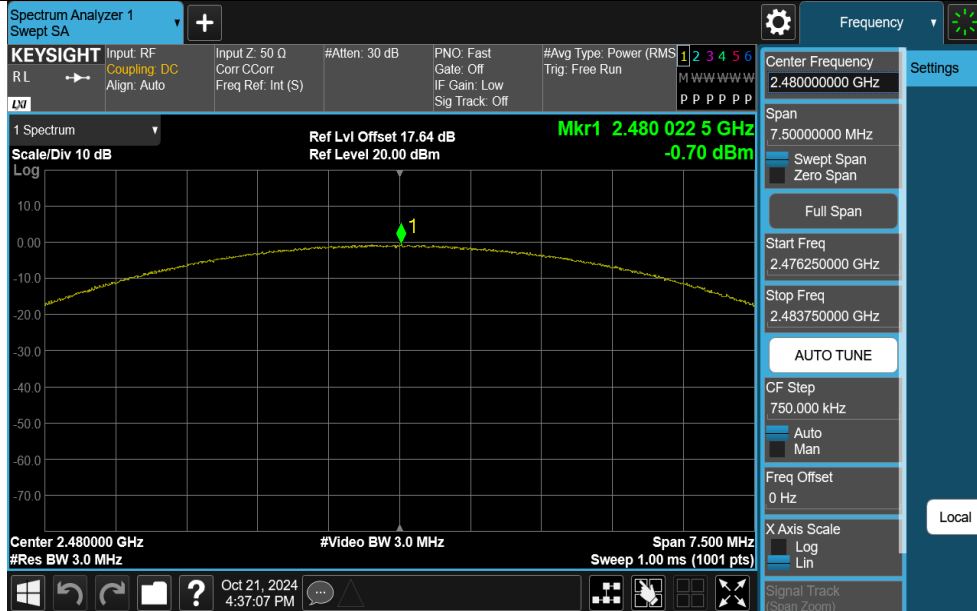 Spectrum Analyzer 1
Swept SA
+
Frequency
KEYSIGHT
R L
LXI
Input: RF
Coupling: DC
Align: Auto
Input Z: 50 Ω
Corr CCorr
Freq Ref: Int (S)
#Atten: 30 dB
PNO: Fast
Gate: Off
IF Gain: Low
Sig Track: Off
#Avg Type: Power (RMS
Trig: Free Run
1 2 3 4 5 6
M W W W W W
P P P P P P
1 Spectrum
Scale/Div 10 dB
Log
Ref Lvl Offset 17.64 dB
Ref Level 20.00 dBm
Mkr1 2.480 022 5 GHz
-0.70 dBm
1
10.0
0.00
-10.0
-20.0
-30.0
-40.0
-50.0
-60.0
-70.0
Center 2.480000 GHz
#Res BW 3.0 MHz
#Video BW 3.0 MHz
Span 7.500 MHz
Sweep 1.00 ms (1001 pts)
?
Oct 21, 2024
4:37:07 PM
Center Frequency
2.480000000 GHz
Span
7.50000000 MHz
Swept Span
Zero Span
Full Span
Start Freq
2.476250000 GHz
Stop Freq
2.483750000 GHz
AUTO TUNE
CF Step
750.000 kHz
Auto
Man
Freq Offset
0 Hz
X Axis Scale
Log
Lin
Signal Track
(Span Zoom)
Settings
Local